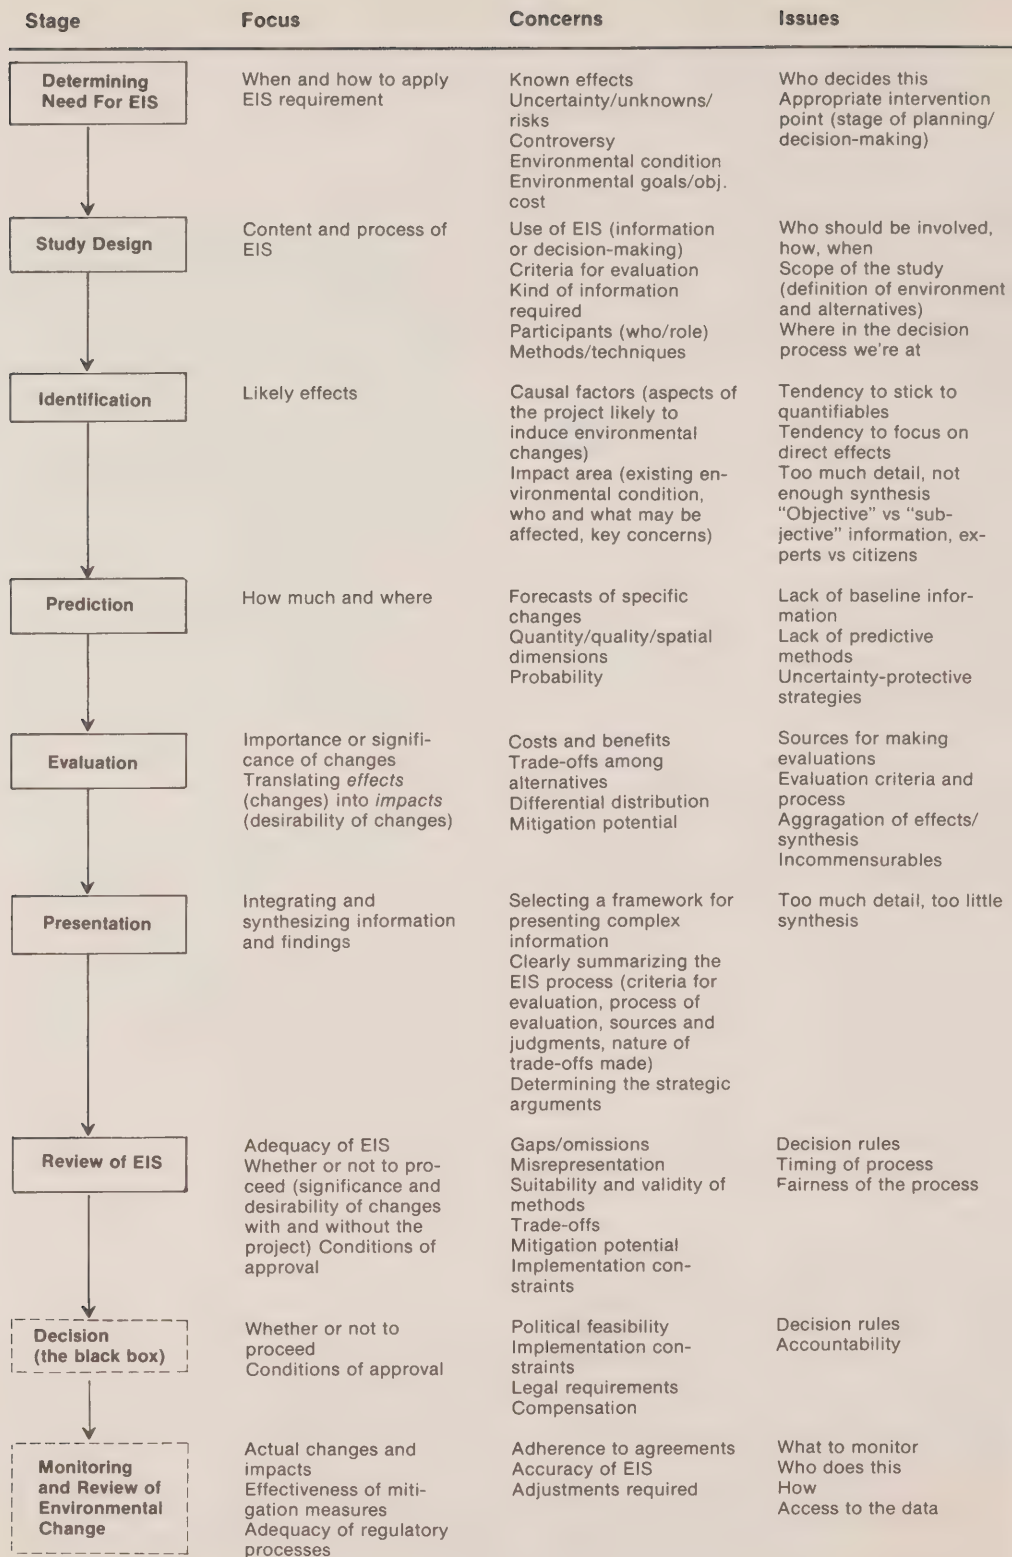 Stage Focus Concerns Issues
Determining
Need For EIS
When and how to apply
EIS requirement
Known effects
Uncertainty/unknowns/
risks
Controversy
Environmental condition
Environmental goals/obj.
cost
Who decides this
Appropriate intervention
point (stage of planning/
decision-making)
Study Design
Content and process of
EIS
Use of EIS (information
or decision-making)
Criteria for evaluation
Kind of information
required
Participants (who/role)
Methods/techniques
Who should be involved,
how, when
Scope of the study
(definition of environment
and alternatives)
Where in the decision
process we're at
Identification
Likely effects
Causal factors (aspects of
the project likely to
induce environmental
changes)
Impact area (existing en-
vironmental condition,
who and what may be
affected, key concerns)
Tendency to stick to
quantifiables
Tendency to focus on
direct effects
Too much detail, not
enough synthesis
"Objective" vs "sub-
jective" information, ex-
perts vs citizens
Prediction
How much and where
Forecasts of specific
changes
Quantity/quality/spatial
dimensions
Probability
Lack of baseline infor-
mation
Lack of predictive
methods
Uncertainty-protective
strategies
Evaluation
Importance or signifi-
cance of changes
Translating effects
(changes) into impacts
(desirability of changes)
Costs and benefits
Trade-offs among
alternatives
Differential distribution
Mitigation potential
Sources for making
evaluations
Evaluation criteria and
process
Aggragation of effects/
synthesis
Incommensurables
Presentation
Integrating and
synthesizing information
and findings
Selecting a framework for
presenting complex
information
Clearly summarizing the
EIS process (criteria for
evaluation, process of
evaluation, sources and
judgments, nature of
trade-offs made)
Determining the strategic
arguments
Too much detail, too little
synthesis
Review of EIS
Adequacy of EIS
Whether or not to pro-
ceed (significance and
desirability of changes
with and without the
project) Conditions of
approval
Gaps/omissions
Misrepresentation
Suitability and validity of
methods
Trade-offs
Mitigation potential
Implementation con-
straints
Decision rules
Timing of process
Fairness of the process
Decision
(the black box)
Whether or not to
proceed
Conditions of approval
Political feasibility
Implementation con-
straints
Legal requirements
Compensation
Decision rules
Accountability
Monitoring
and Review of
Environmental
Change
Actual changes and
impacts
Effectiveness of miti-
gation measures
Adequacy of regulatory
processes
Adherence to agreements
Accuracy of EIS
Adjustments required
What to monitor
Who does this
How
Access to the data